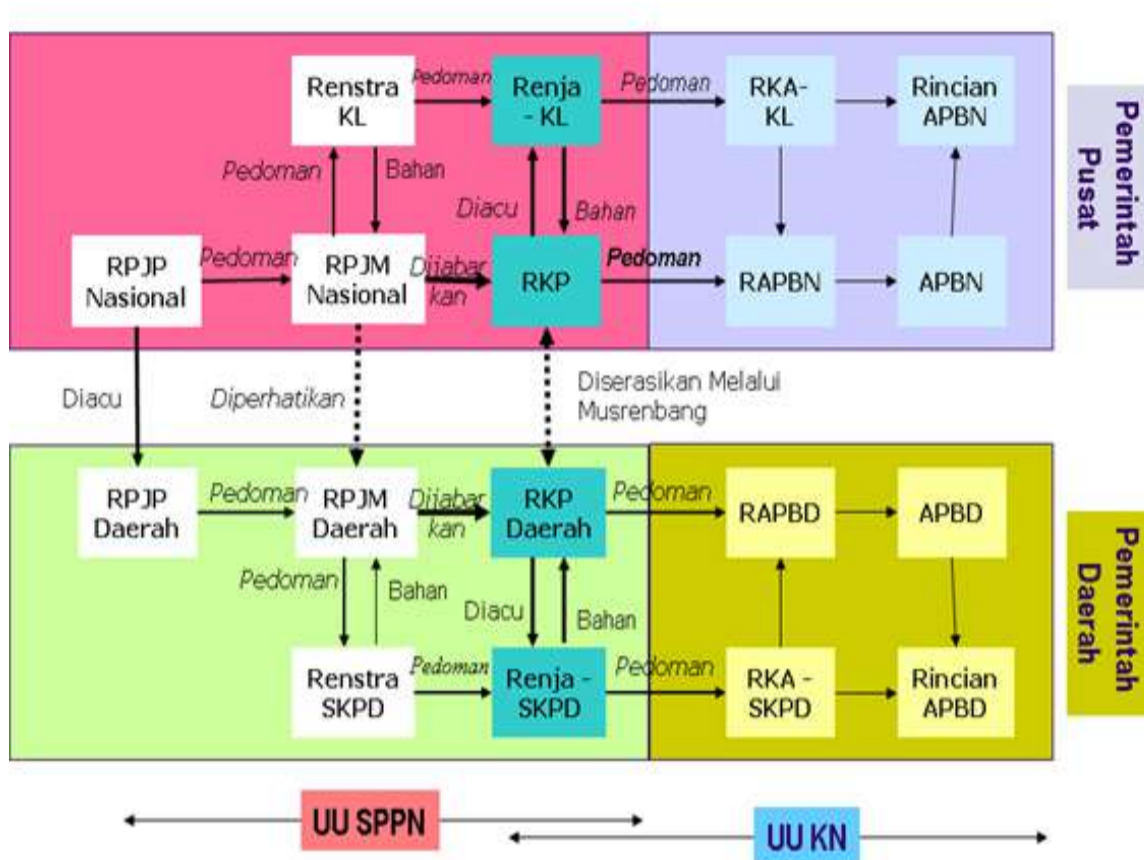 Renstra
KL
Pedoman
Renja
- KL
Pedoman
RKA-
KL
Rincian
APBN
Pemerintah
Pusat
Pedoman
Bahan
Diacu
Bahan
RPJP
Nasional
Pedoman
RPJM
Nasional
Dijabar
kan
RKP
Pedoman
RAPBN
APBN
Diacu
Diperhatikan
Diserasikan Melalui
Musrenbang
RPJP
Daerah
Pedoman
RPJM
Daerah
Dijabar
kan
RKP
Daerah
Pedoman
RAPBD
APBD
Pemerintah
Daerah
Pedoman
Bahan
Diacu
Bahan
Renstra
SKPD
Pedoman
Renja -
SKPD
Pedoman
RKA -
SKPD
Rincian
APBD
UU SPPN
UU KN